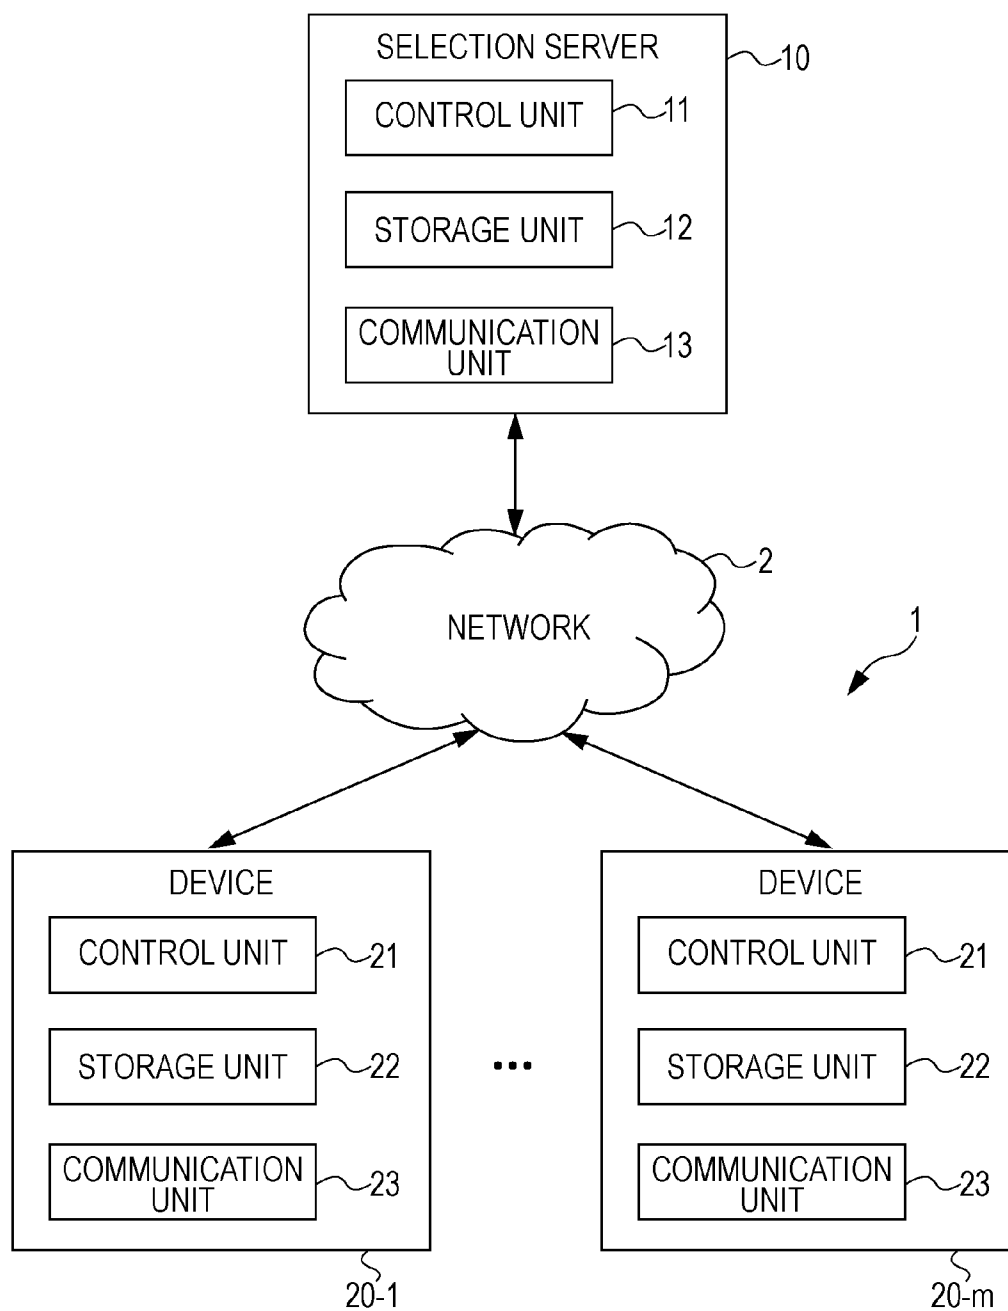 SELECTION SERVER
10
CONTROL UNIT
11
STORAGE UNIT
12
COMMUNICATION
UNIT
13
2
NETWORK
1
DEVICE
CONTROL UNIT
21
STORAGE UNIT
22
COMMUNICATION
UNIT
23
20-1
...
DEVICE
CONTROL UNIT
21
STORAGE UNIT
22
COMMUNICATION
UNIT
23
20-m